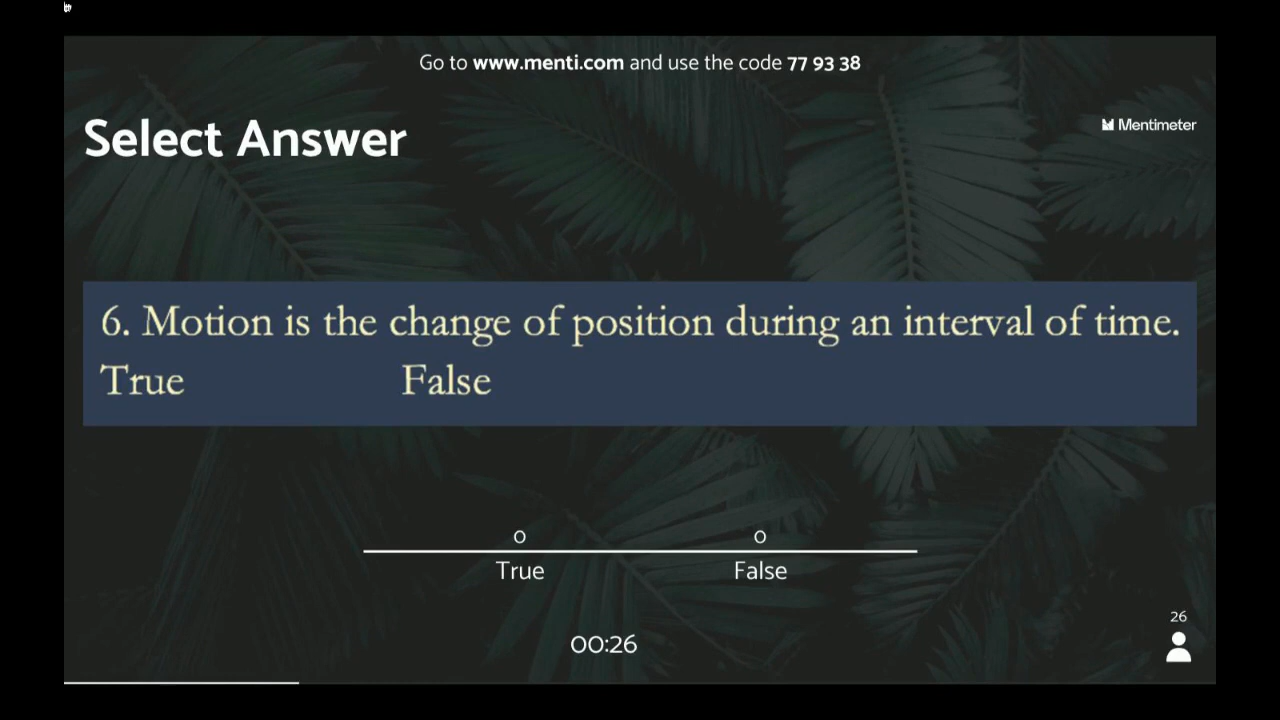 Go to www.menti.com and use the code 77 93 38
Select Answer
Mentimeter
6. Motion is the change of position during an interval of time.
True False
0 0
True False
26
00:26